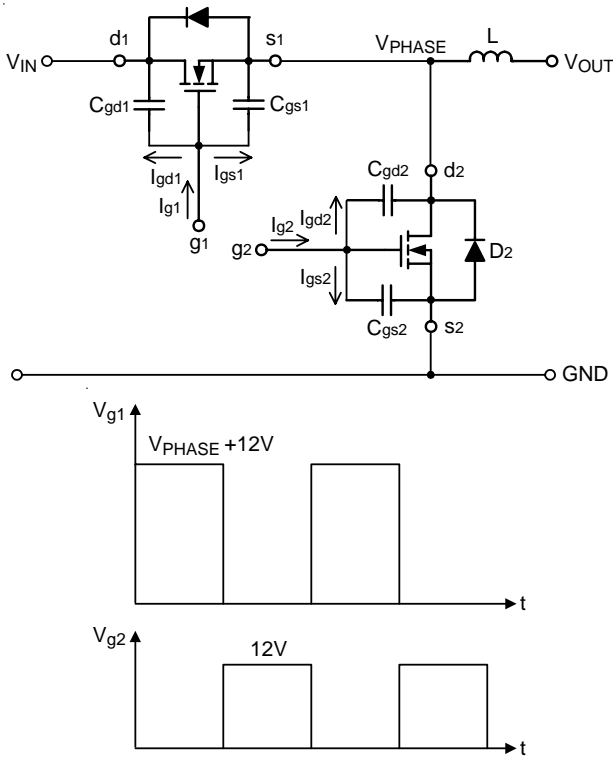 d1
s1
VPHASE
L
VIN
VOUT
Cgd1
Cgs1
Igd1
Igs1
Ig1
g1
Cgd2
d2
Igd2
Ig2
g2
D2
Igs2
Cgs2
s2
GND
Vg1
VPHASE +12V
t
Vg2
12V
t